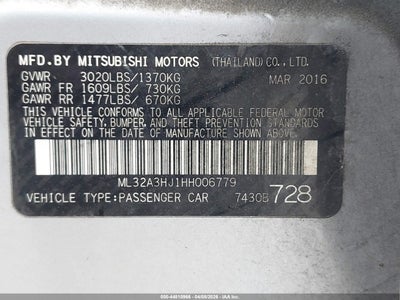 MFD.BY MITSUBISHI MOTORS (THAILAND) CO., LTD.
GVWR 3020LBS/1370KG MAR 2016
GAWR FR 1609LBS/ 730KG
GAWR RR 1477LBS/ 670KG
THIS VEHICLE CONFORMS TO ALL APPLICABLE FEDERAL MOTOR
VEHICLE SAFETY, BUMPER, AND THEFT PREVENTION STANDARDS
IN EFFECT ON THE DATE OF MANUFACTURE SHOWN ABOVE.
ML32A3HJ1HH006779
VEHICLE TYPE:PASSENGER CAR 7430B 728